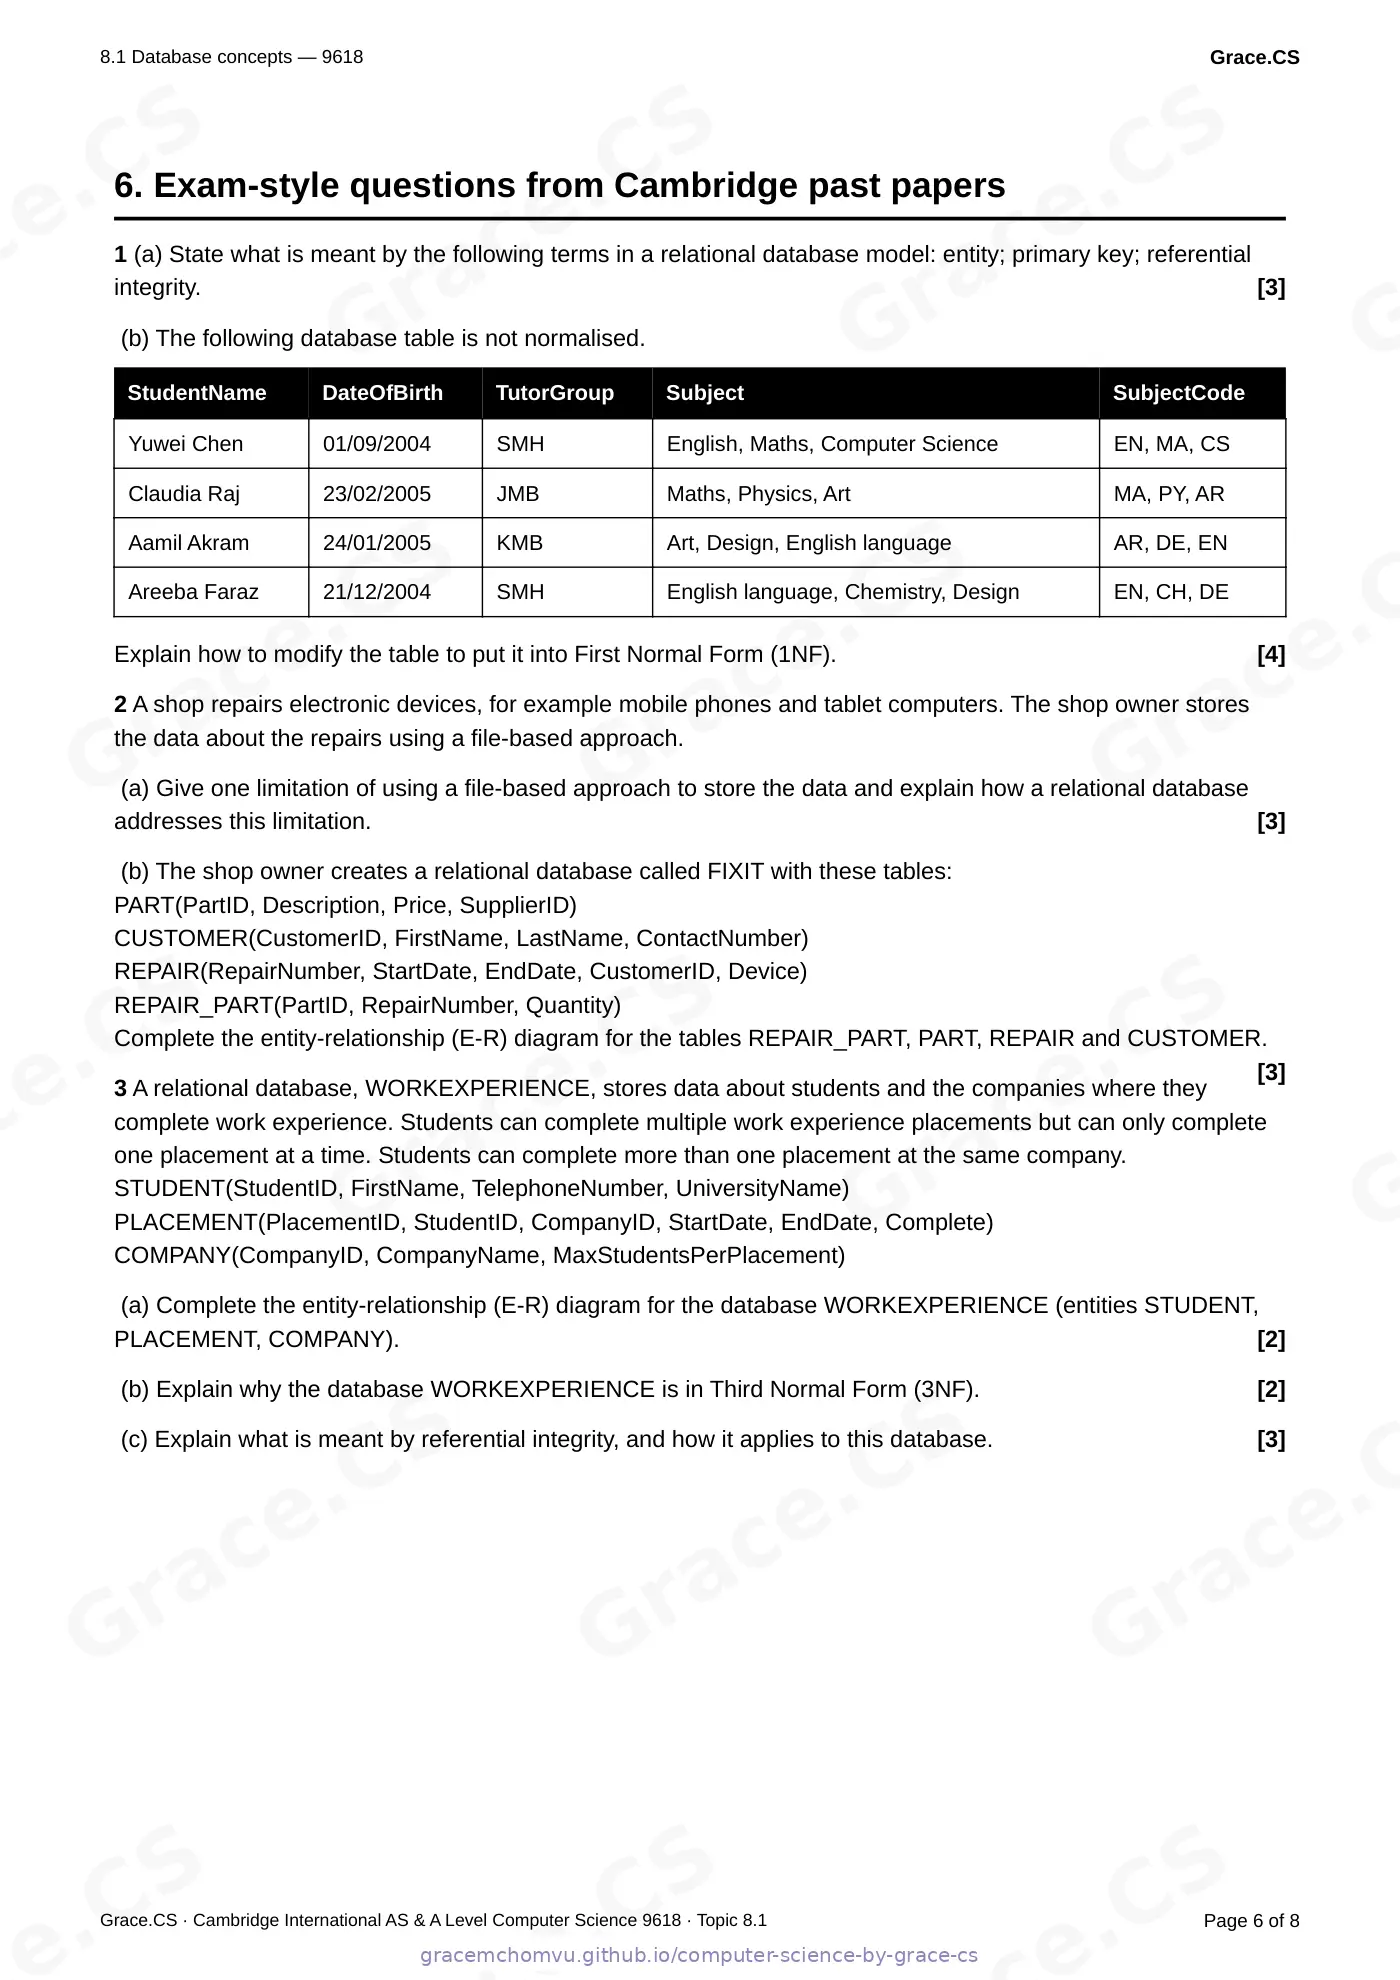 8.1 Database concepts — 9618
Grace.CS
6. Exam-style questions from Cambridge past papers
1 (a) State what is meant by the following terms in a relational database model: entity; primary key; referential
integrity. [3]
(b) The following database table is not normalised.
StudentName DateOfBirth TutorGroup Subject SubjectCode
Yuwei Chen 01/09/2004 SMH English, Maths, Computer Science EN, MA, CS
Claudia Raj 23/02/2005 JMB Maths, Physics, Art MA, PY, AR
Aamil Akram 24/01/2005 KMB Art, Design, English language AR, DE, EN
Areeba Faraz 21/12/2004 SMH English language, Chemistry, Design EN, CH, DE
Explain how to modify the table to put it into First Normal Form (1NF). [4]
2 A shop repairs electronic devices, for example mobile phones and tablet computers. The shop owner stores
the data about the repairs using a file-based approach.
(a) Give one limitation of using a file-based approach to store the data and explain how a relational database
addresses this limitation. [3]
(b) The shop owner creates a relational database called FIXIT with these tables:
PART(PartID, Description, Price, SupplierID)
CUSTOMER(CustomerID, FirstName, LastName, ContactNumber)
REPAIR(RepairNumber, StartDate, EndDate, CustomerID, Device)
REPAIR_PART(PartID, RepairNumber, Quantity)
Complete the entity-relationship (E-R) diagram for the tables REPAIR_PART, PART, REPAIR and CUSTOMER.
[3]
3 A relational database, WORKEXPERIENCE, stores data about students and the companies where they
complete work experience. Students can complete multiple work experience placements but can only complete
one placement at a time. Students can complete more than one placement at the same company.
STUDENT(StudentID, FirstName, TelephoneNumber, UniversityName)
PLACEMENT(PlacementID, StudentID, CompanyID, StartDate, EndDate, Complete)
COMPANY(CompanyID, CompanyName, MaxStudentsPerPlacement)
(a) Complete the entity-relationship (E-R) diagram for the database WORKEXPERIENCE (entities STUDENT,
PLACEMENT, COMPANY). [2]
(b) Explain why the database WORKEXPERIENCE is in Third Normal Form (3NF). [2]
(c) Explain what is meant by referential integrity, and how it applies to this database. [3]
Grace.CS · Cambridge International AS & A Level Computer Science 9618 · Topic 8.1
Page 6 of 8
gracemchomvu.github.io/computer-science-by-grace-cs